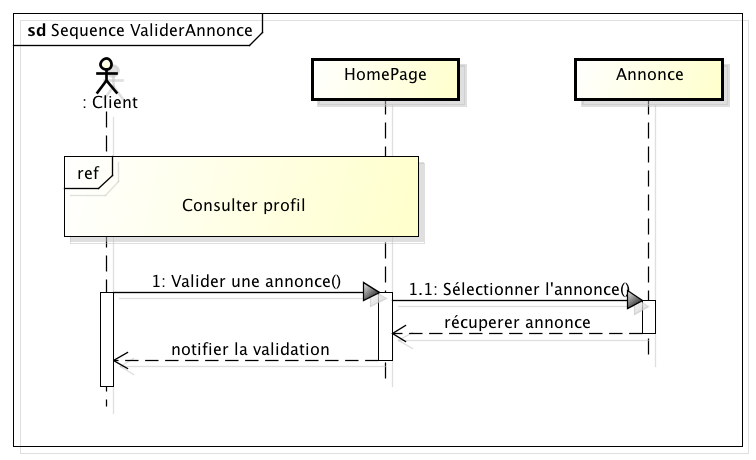 sd Sequence ValiderAnnonce
: Client
HomePage
Annonce
ref
Consulter profil
1: Valider une annonce()
1.1: Sélectionner l'annonce()
récuperer annonce
notifier la validation